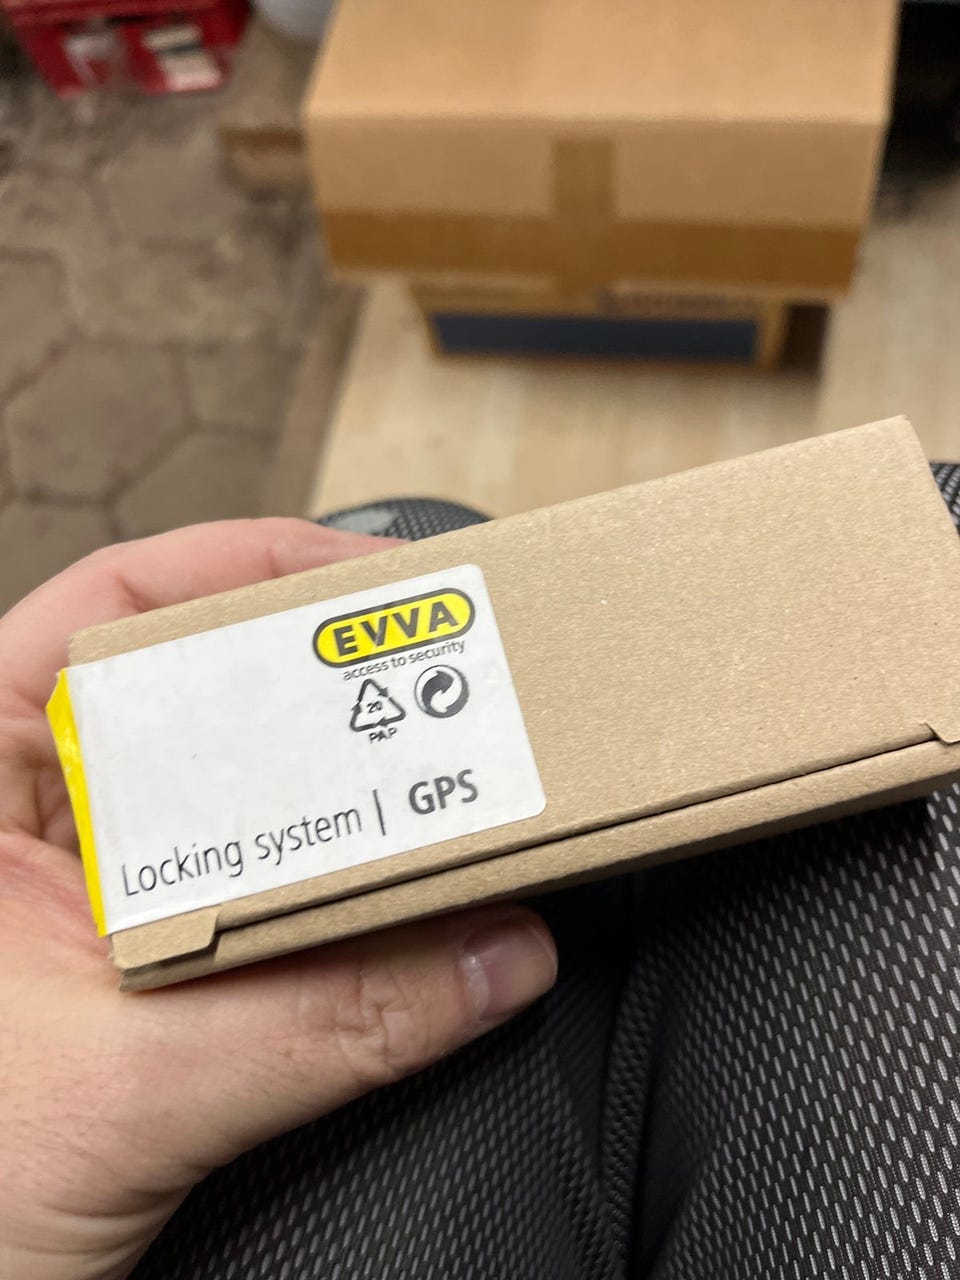 EVVA
access to security
20
PAP
Locking system | GPS